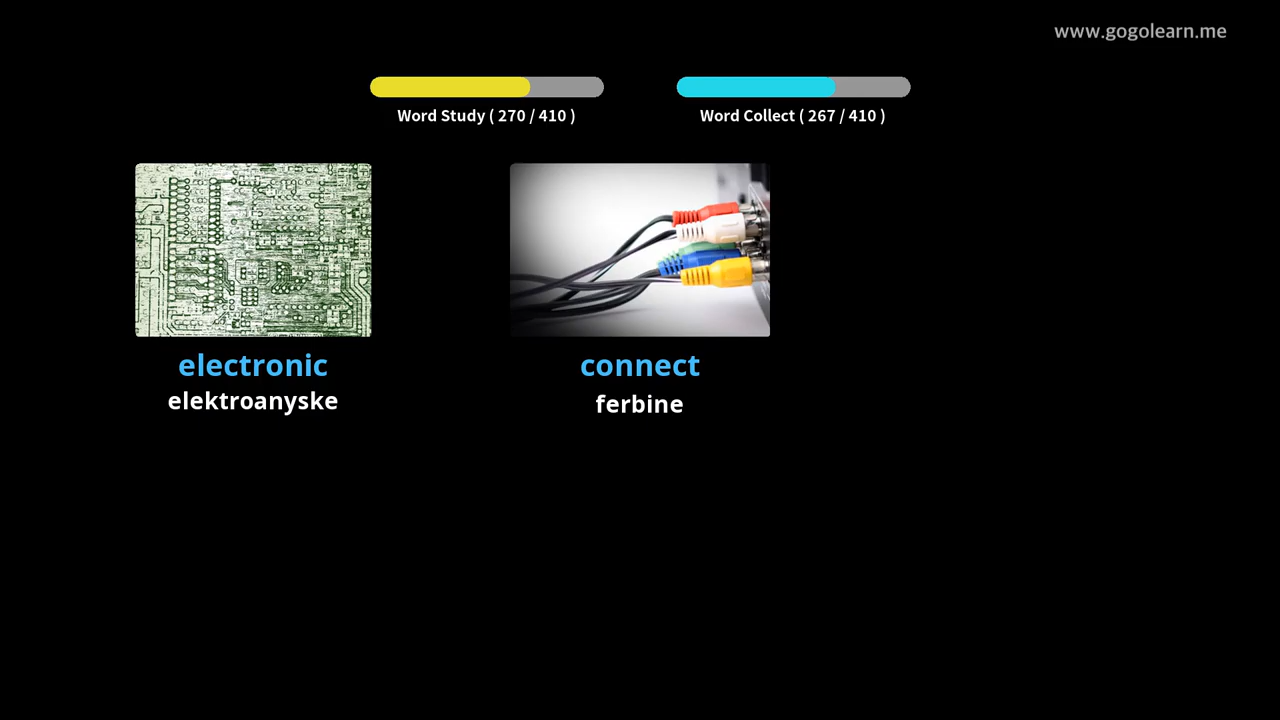 www.gogolearn.me
Word Study ( 270 / 410 )
Word Collect ( 267 / 410 )
electronic
elektroanyske
connect
ferbine